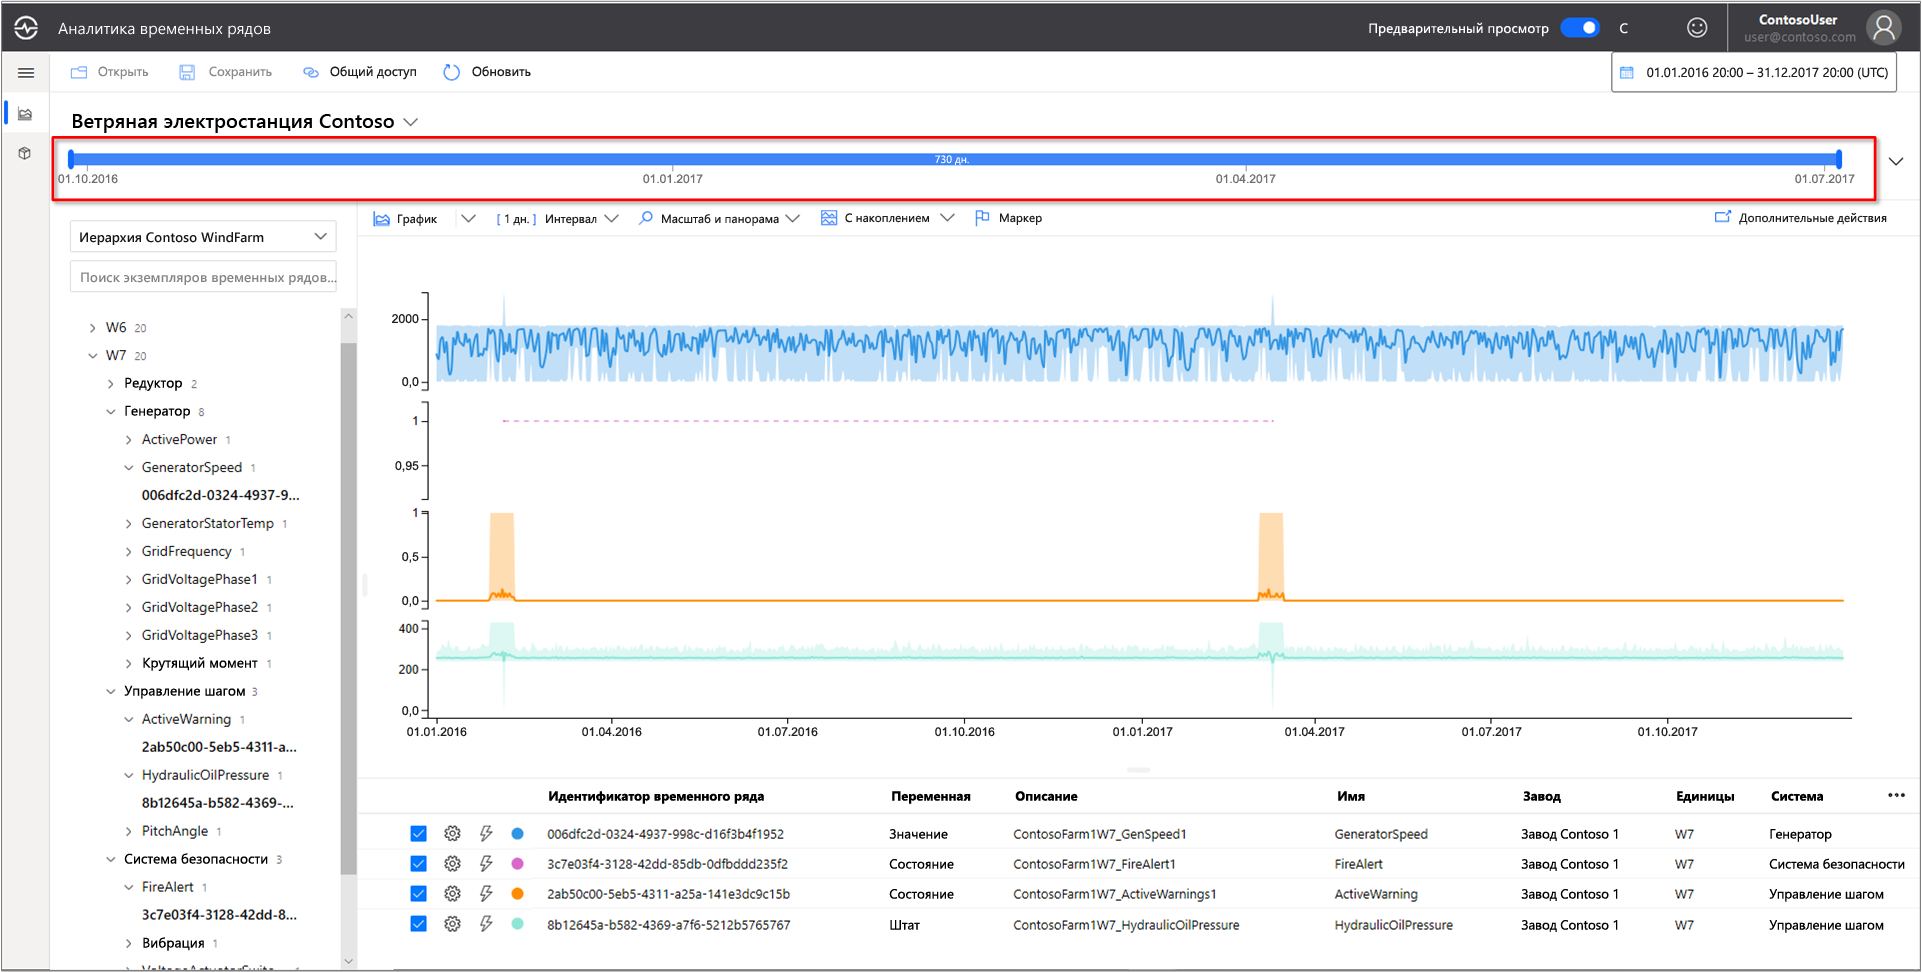 Аналитика временных рядов
Предварительный просмотр
С
ContosoUser
user@contoso.com
Открыть Сохранить Общий доступ Обновить
01.01.2016 20:00 – 31.12.2017 20:00 (UTC)
Ветряная электростанция Contoso
730 дн.
01.10.2016 01.01.2017 01.04.2017 01.07.2017
График [ 1 дн. ] Интервал Масштаб и панорама С накоплением Маркер Дополнительные действия
Иерархия Contoso WindFarm
Поиск экземпляров временных рядов...
W6 20
W7 20
Редуктор 2
Генератор 8
ActivePower 1
GeneratorSpeed 1
006dfc2d-0324-4937-9...
GeneratorStatorTemp 1
GridFrequency 1
GridVoltagePhase1 1
GridVoltagePhase2 1
GridVoltagePhase3 1
Крутящий момент 1
Управление шагом 3
ActiveWarning 1
2ab50c00-5eb5-4311-a...
HydraulicOilPressure 1
8b12645a-b582-4369-...
PitchAngle 1
Система безопасности 3
FireAlert 1
3c7e03f4-3128-42dd-8...
Вибрация 1
2000
0,0
1
0,95
1
0,5
0,0
400
200
0,0
01.01.2016 01.04.2016 01.07.2016 01.10.2016 01.01.2017 01.04.2017 01.07.2017 01.10.2017
Идентификатор временного ряда Переменная Описание Имя Завод Единицы Система
006dfc2d-0324-4937-998c-d16f3b4f1952 Значение ContosoFarm1W7_GenSpeed1 GeneratorSpeed Завод Contoso 1 W7 Генератор
3c7e03f4-3128-42dd-85db-0dfbddd235f2 Состояние ContosoFarm1W7_FireAlert1 FireAlert Завод Contoso 1 W7 Система безопасности
2ab50c00-5eb5-4311-a25a-141e3dc9c15b Состояние ContosoFarm1W7_ActiveWarnings1 ActiveWarning Завод Contoso 1 W7 Управление шагом
8b12645a-b582-4369-a7f6-5212b5765767 Штат ContosoFarm1W7_HydraulicOilPressure HydraulicOilPressure Завод Contoso 1 W7 Управление шагом